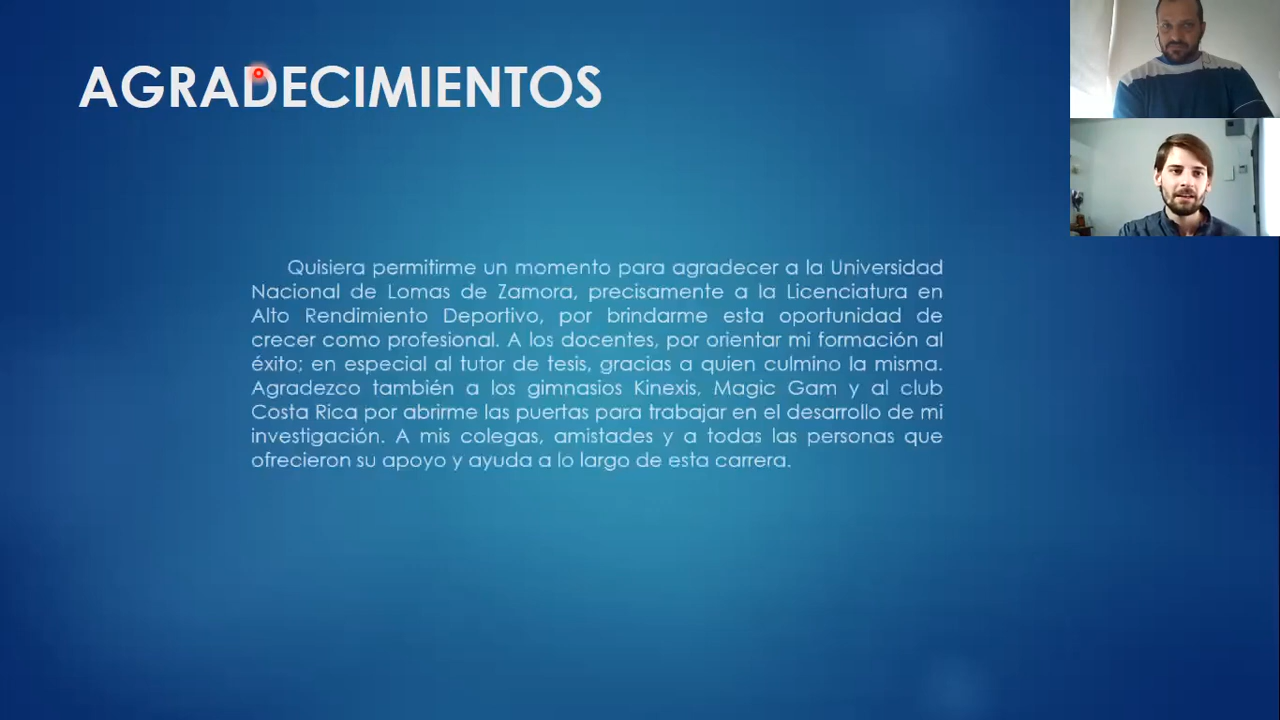 AGRADECIMIENTOS
Quisiera permitirme un momento para agradecer a la Universidad
Nacional de Lomas de Zamora, precisamente a la Licenciatura en
Alto Rendimiento Deportivo, por brindarme esta oportunidad de
crecer como profesional. A los docentes, por orientar mi formación al
éxito; en especial al tutor de tesis, gracias a quien culmino la misma.
Agradezco también a los gimnasios Kinexis, Magic Gam y al club
Costa Rica por abrirme las puertas para trabajar en el desarrollo de mi
investigación. A mis colegas, amistades y a todas las personas que
ofrecieron su apoyo y ayuda a lo largo de esta carrera.